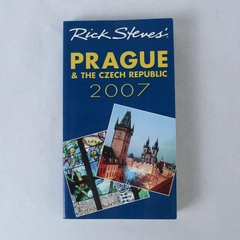 Rick Steves'
PRAGUE
& THE CZECH REPUBLIC
2007